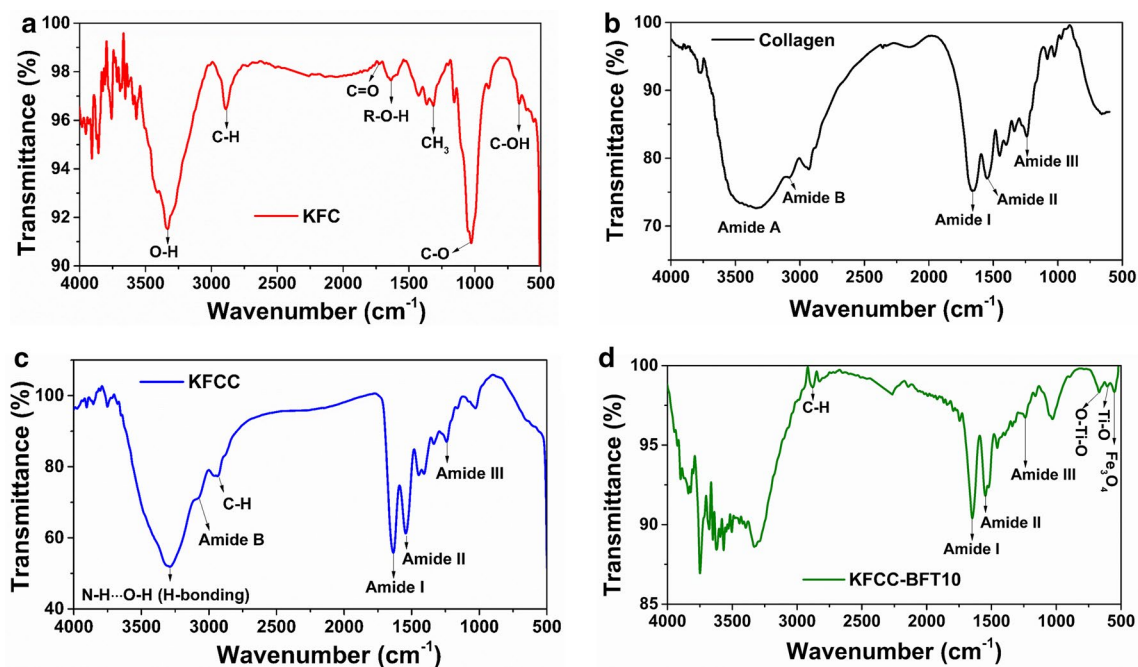 a
100
98
96
94
92
90
Transmittance (%)
C=O
R-O-H
C-H
CH₃
C-OH
KFC
O-H
C-O
4000 3500 3000 2500 2000 1500 1000 500
Wavenumber (cm⁻¹)
b
100
90
80
70
Transmittance (%)
Collagen
Amide III
Amide B
Amide II
Amide A
Amide I
4000 3500 3000 2500 2000 1500 1000 500
Wavenumber (cm⁻¹)
c
100
80
60
40
Transmittance (%)
KFCC
Amide III
C-H
Amide B
Amide II
Amide I
N-H···O-H (H-bonding)
4000 3500 3000 2500 2000 1500 1000 500
Wavenumber (cm⁻¹)
d
100
95
90
85
Transmittance (%)
C-H
O-Ti-O
Ti-O
Fe₃O₄
Amide III
Amide II
Amide I
KFCC-BFT10
4000 3500 3000 2500 2000 1500 1000 500
Wavenumber (cm⁻¹)